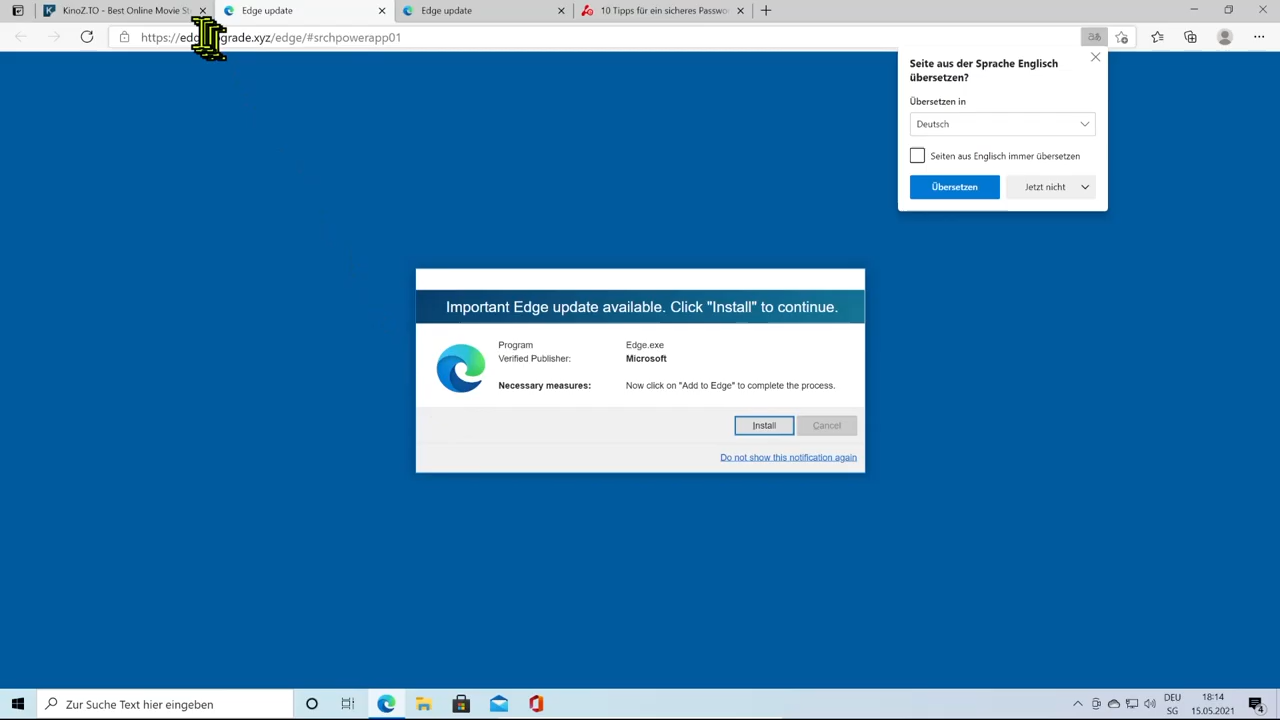 KinoZ.TO - Best Online Movie St
Edge update
Edge update
10 Tipps für ein sicheres Passwo
grade.xyz/edge/#srchpowerapp01
Seite aus der Sprache Englisch
übersetzen?
Übersetzen in
Deutsch
Seiten aus Englisch immer übersetzen
Übersetzen
Jetzt nicht
Important Edge update available. Click "Install" to continue.
Program Edge.exe
Verified Publisher: Microsoft
Necessary measures: Now click on "Add to Edge" to complete the process.
Install
Cancel
Do not show this notification again
Zur Suche Text hier eingeben
DEU
SG
18:14
15.05.2021
4